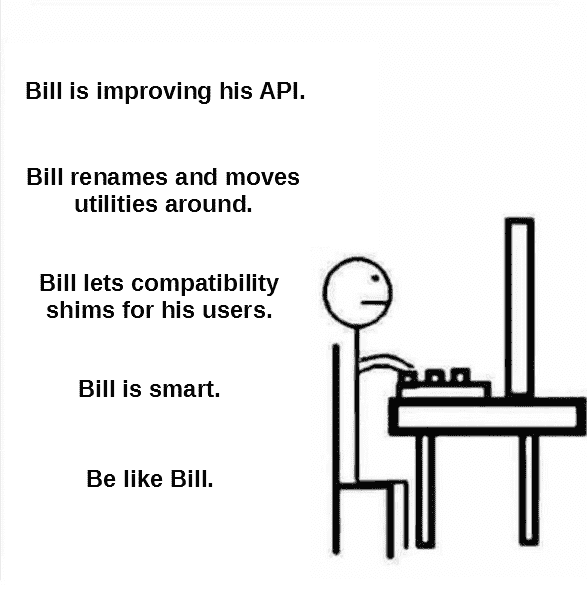 Bill is improving his API.
Bill renames and moves
utilities around.
Bill lets compatibility
shims for his users.
Bill is smart.
Be like Bill.